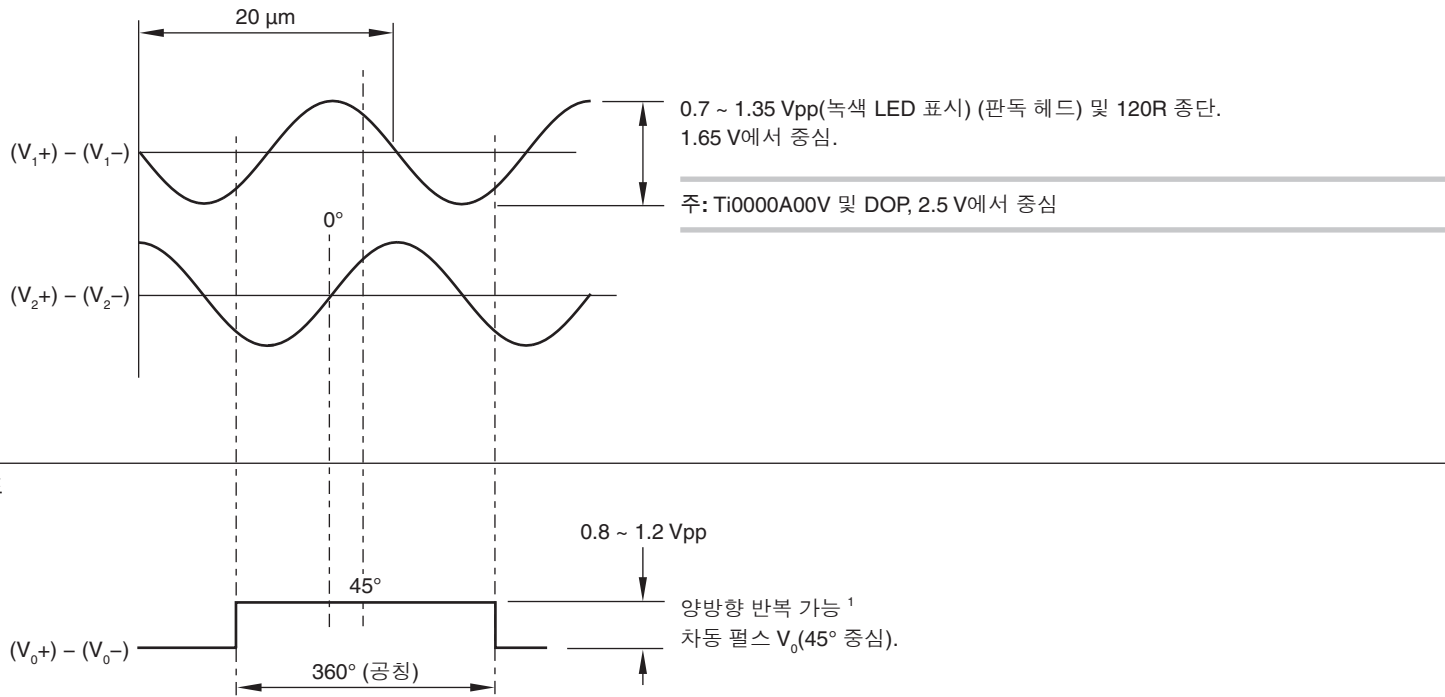 20 µm
0.7 ~ 1.35 Vpp(녹색 LED 표시) (판독 헤드) 및 120R 종단.
1.65 V에서 중심.
(V₁+) – (V₁–)
주: Ti0000A00V 및 DOP, 2.5 V에서 중심
0°
(V₂+) – (V₂–)
0.8 ~ 1.2 Vpp
45°
양방향 반복 가능 ¹
차동 펄스 V₀(45° 중심).
(V₀+) – (V₀–)
360° (공칭)